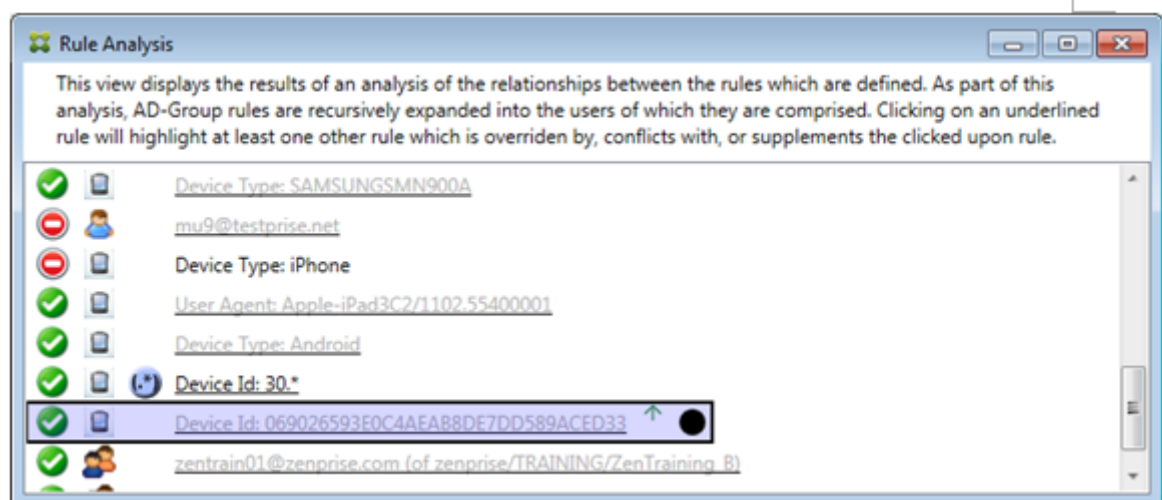 Rule Analysis
This view displays the results of an analysis of the relationships between the rules which are defined. As part of this
analysis, AD-Group rules are recursively expanded into the users of which they are comprised. Clicking on an underlined
rule will highlight at least one other rule which is overriden by, conflicts with, or supplements the clicked upon rule.
Device Type: SAMSUNGSMN900A
mu9@testprise.net
Device Type: iPhone
User Agent: Apple-iPad3C2/1102.55400001
Device Type: Android
(.*) Device Id: 30.*
Device Id: 069026593E0C4AEAB8DE7DD589ACED33
zentrain01@zenprise.com (of zenprise/TRAINING/ZenTraining_B)